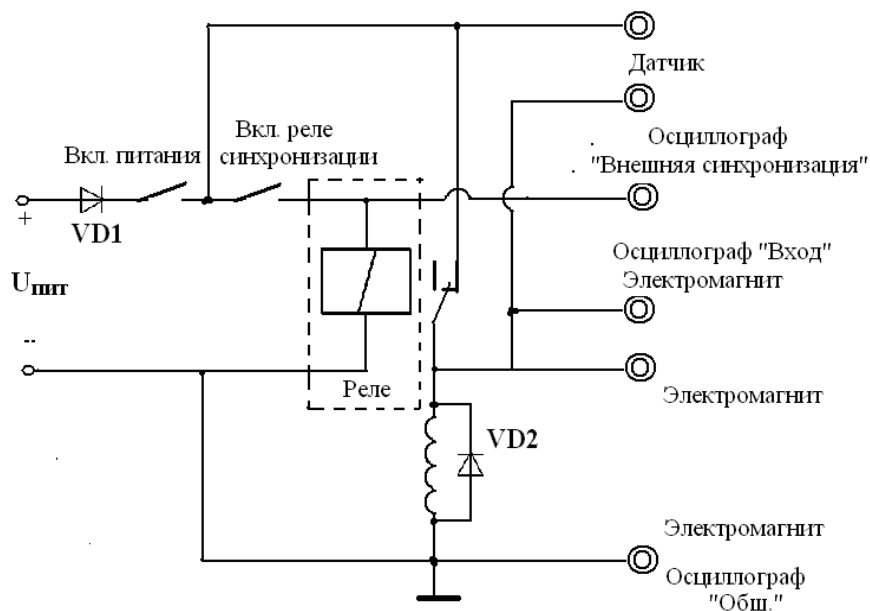 Датчик
Вкл. реле
синхронизации
Вкл. питания
Осциллограф
"Внешняя синхронизация"
+
VD1
Осциллограф "Вход"
Электромагнит
Uпит
--
Реле
Электромагнит
VD2
Электромагнит
Осциллограф
"Общ."